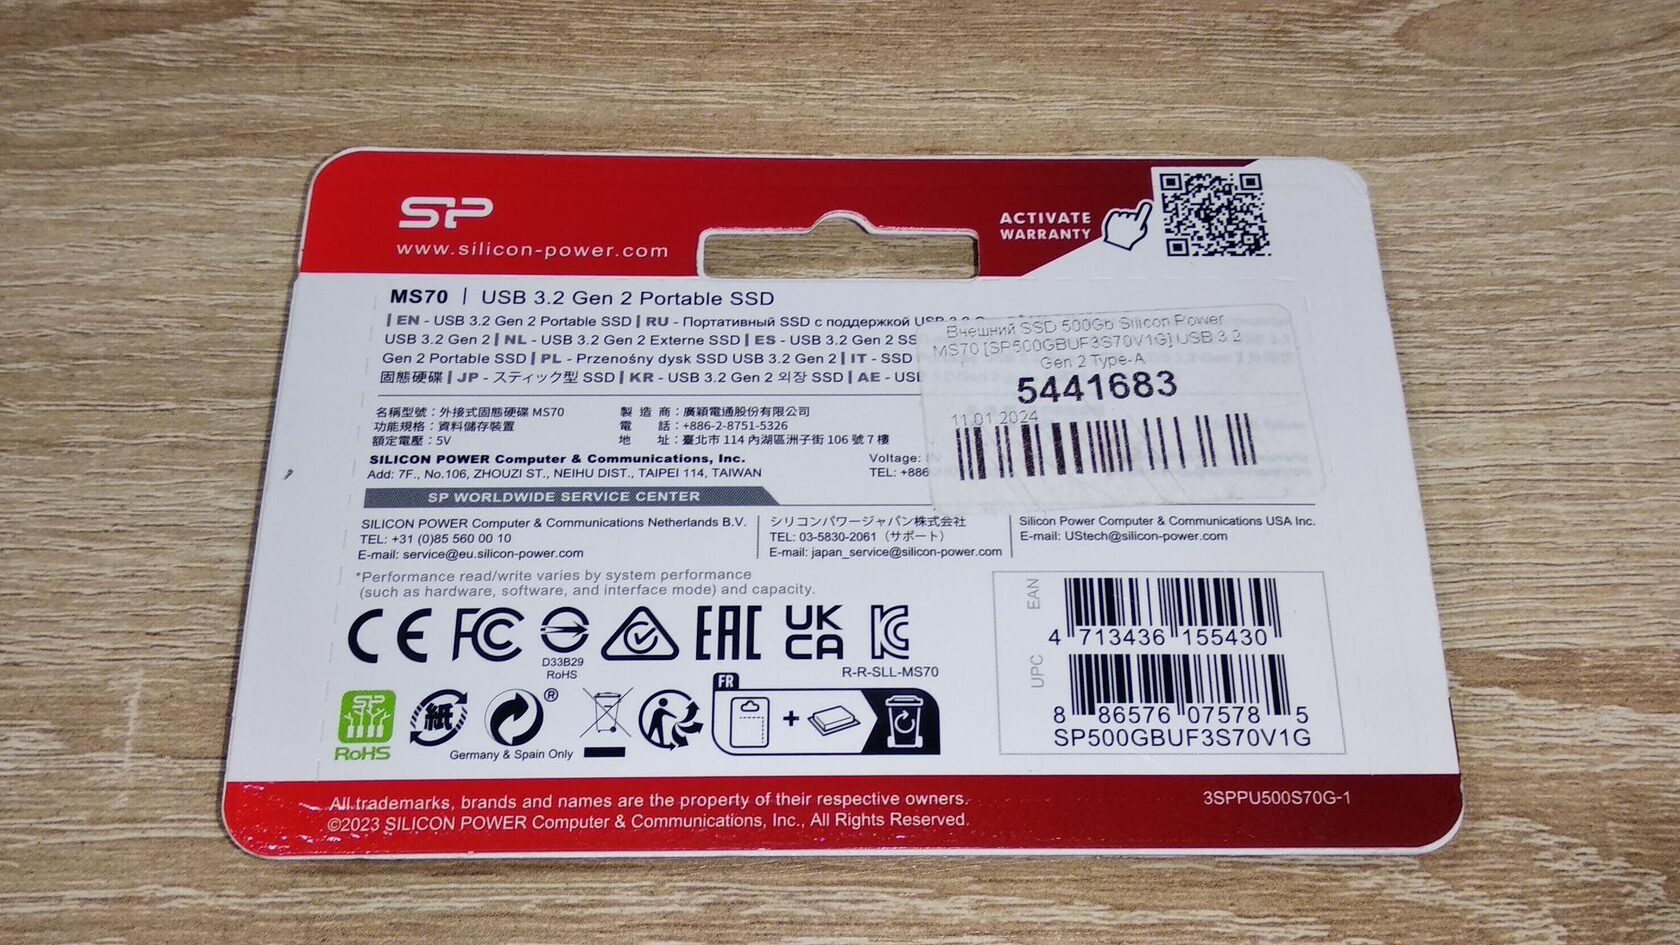 SP
www.silicon-power.com
ACTIVATE
WARRANTY
MS70 | USB 3.2 Gen 2 Portable SSD
| EN - USB 3.2 Gen 2 Portable SSD | RU - Портативный SSD с поддержкой USB 3.2 G
USB 3.2 Gen 2 | NL - USB 3.2 Gen 2 Externe SSD | ES - USB 3.2 Gen 2 SS
Gen 2 Portable SSD | PL - Przenośny dysk SSD USB 3.2 Gen 2 | IT - SSD
固態硬碟 | JP - スティック型 SSD | KR - USB 3.2 Gen 2 외장 SSD | AE - USB
Внешний SSD 500Gb Silicon Power
MS70 [SP500GBUF3S70V1G] USB 3.2
Gen 2 Type-A
5441683
11.01.2024
名稱型號：外接式固態硬碟 MS70
功能規格：資料儲存裝置
額定電壓：5V
製 造 商：廣穎電通股份有限公司
電 話：+886-2-8751-5326
地 址：臺北市 114 內湖區洲子街 106 號 7 樓
SILICON POWER Computer & Communications, Inc.
Add: 7F., No.106, ZHOUZI ST., NEIHU DIST., TAIPEI 114, TAIWAN
Voltage:
TEL: +886
SP WORLDWIDE SERVICE CENTER
SILICON POWER Computer & Communications Netherlands B.V.
TEL: +31 (0)85 560 00 10
E-mail: service@eu.silicon-power.com
シリコンパワージャパン株式会社
TEL: 03-5830-2061（サポート）
E-mail: japan_service@silicon-power.com
Silicon Power Computer & Communications USA Inc.
E-mail: UStech@silicon-power.com
*Performance read/write varies by system performance
(such as hardware, software, and interface mode) and capacity.
CE FC EAC UK
CA
D33B29
RoHS
R-R-SLL-MS70
SP
RoHS
紙
®
Germany & Spain Only
FR
+
EAN
4 713436 155430
UPC
8 86576 07578 5
SP500GBUF3S70V1G
All trademarks, brands and names are the property of their respective owners.
©2023 SILICON POWER Computer & Communications, Inc., All Rights Reserved.
3SPPU500S70G-1